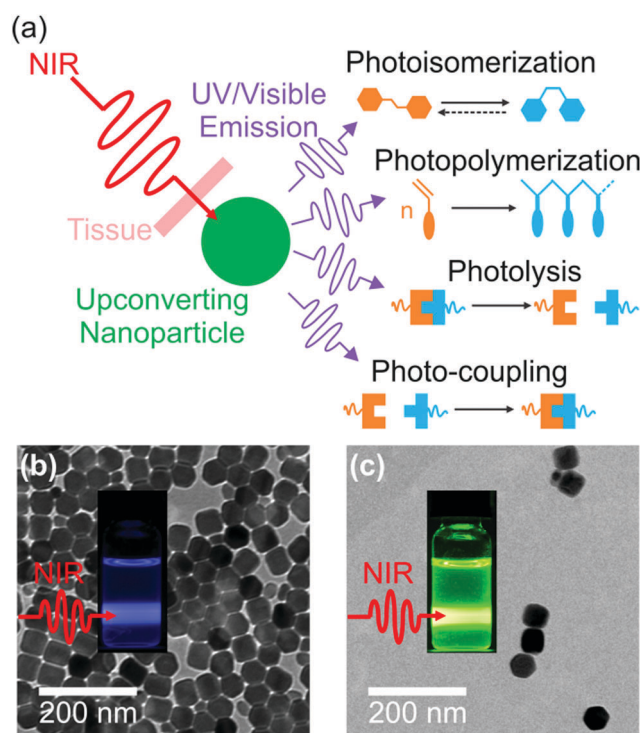 (a)
NIR
UV/Visible
Emission
Tissue
Upconverting
Nanoparticle
Photoisomerization
Photopolymerization
n
Photolysis
Photo-coupling
(b)
NIR
200 nm
(c)
NIR
200 nm